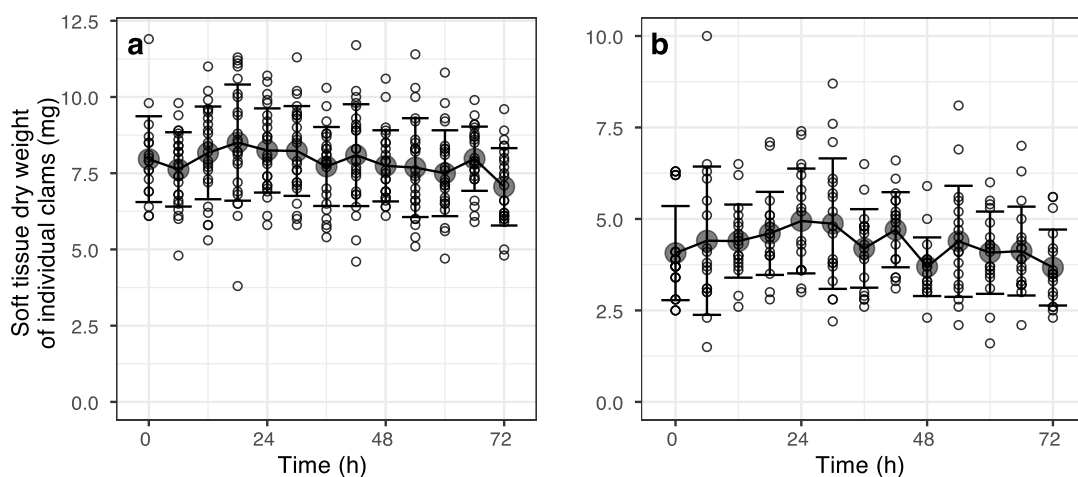 Soft tissue dry weight
of individual clams (mg)
a
12.5
10.0
7.5
5.0
2.5
0.0
0 24 48 72
Time (h)
b
10.0
7.5
5.0
2.5
0.0
0 24 48 72
Time (h)